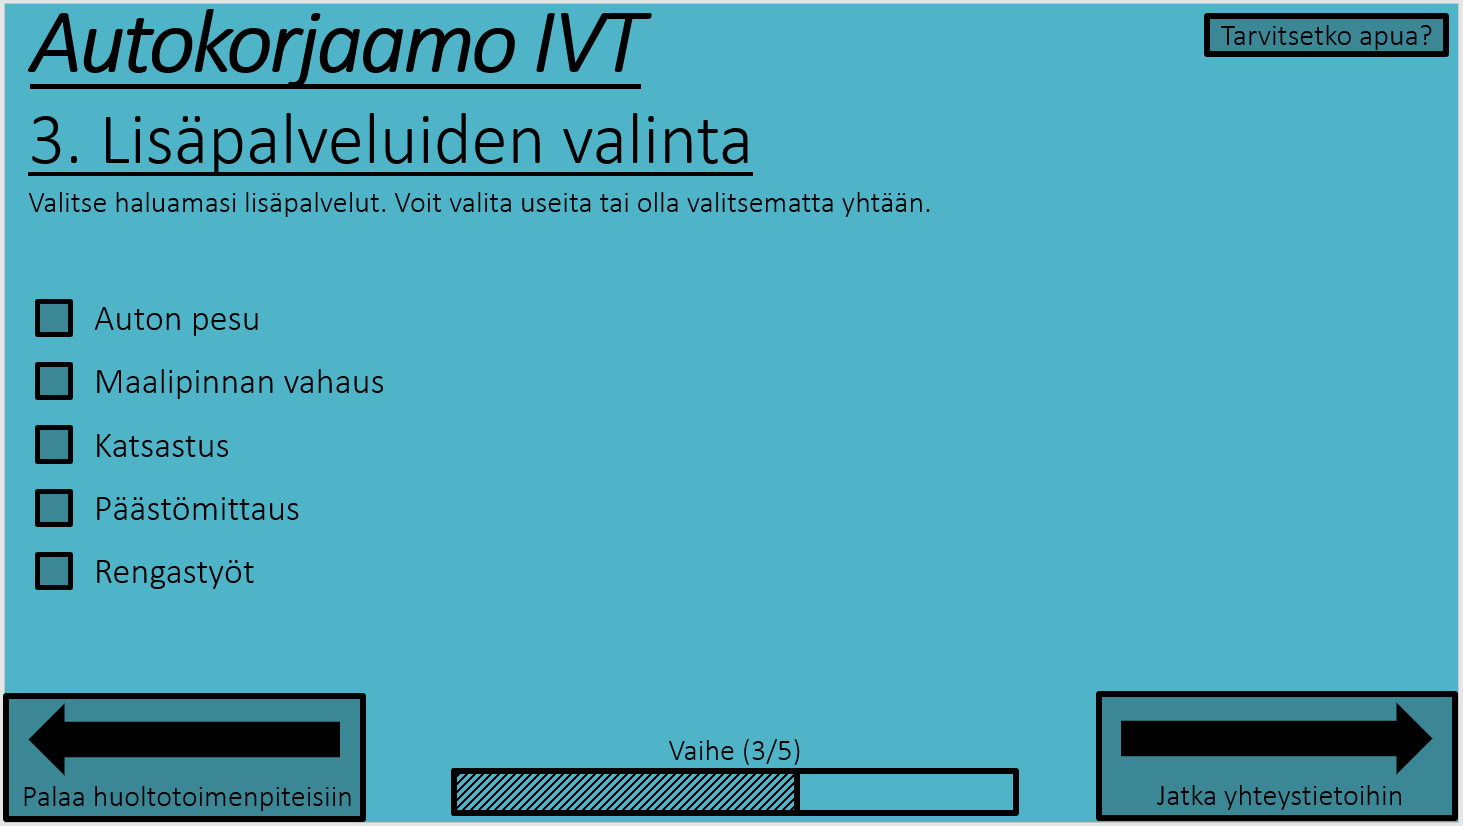 Autokorjaamo IVT
Tarvitsetko apua?
3. Lisäpalveluiden valinta
Valitse haluamasi lisäpalvelut. Voit valita useita tai olla valitsematta yhtään.
Auton pesu
Maalipinnan vahaus
Katsastus
Päästömittaus
Rengastyöt
Vaihe (3/5)
Palaa huoltotoimenpiteisiin
Jatka yhteystietoihin